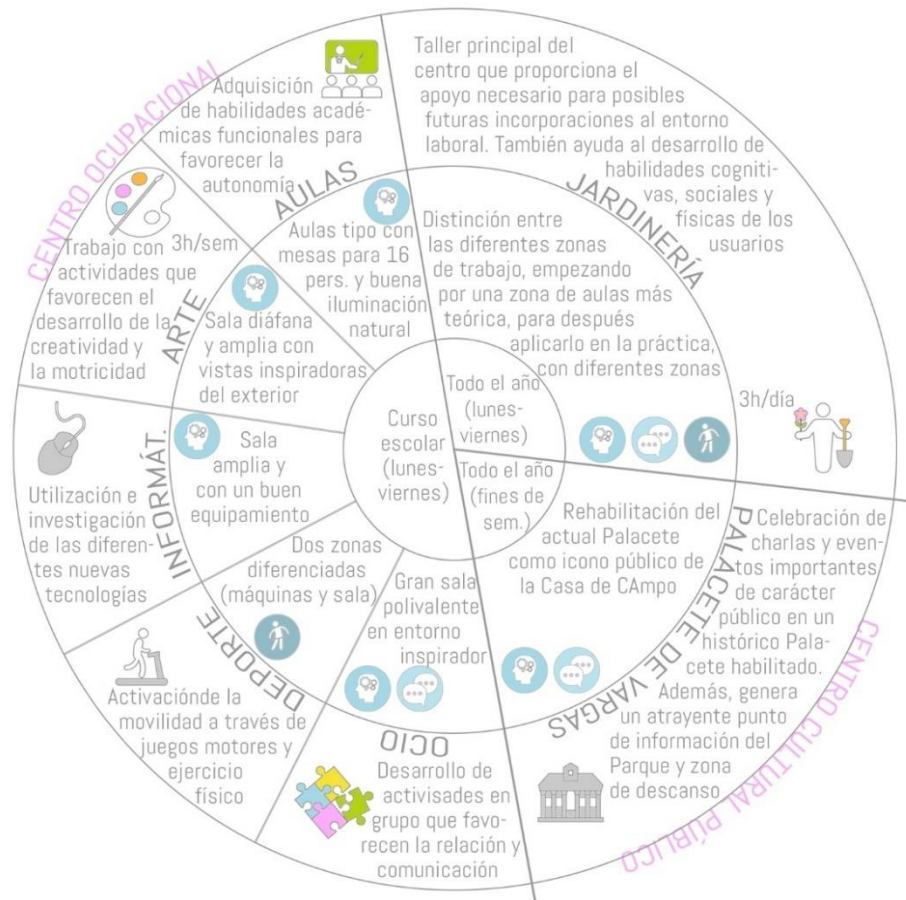 CENTRO OCUPACIONAL
Adquisición
de habilidades acadé-
micas funcionales para
favorecer la
autonomía
AULAS
Aulas tipo con
mesas para 16
pers. y buena
iluminación
natural
Taller principal del
centro que proporciona el
apoyo necesario para posibles
futuras incorporaciones al entorno
laboral. También ayuda al desarrollo de
habilidades cogniti-
vas, sociales y
físicas de los
usuarios
JARDINERÍA
Distinción entre
las diferentes zonas
de trabajo, empezando
por una zona de aulas más
teórica, para después
aplicarlo en la práctica,
con diferentes zonas
3h/día
Todo el año
(lunes-
viernes)
3h/sem
Trabajo con
actividades que
favorecen el
desarrollo de la
creatividad y
la motricidad
ARTE
Sala diáfana
y amplia con
vistas inspiradoras
del exterior
Curso
escolar
(lunes-
viernes)
Utilización e
investigación
de las diferen-
tes nuevas
tecnologías
INFORMÁT.
Sala
amplia y
con un buen
equipamiento
Dos zonas
diferenciadas
(máquinas y sala)
DEPORTE
Activaciónde la
movilidad a través de
juegos motores y
ejercicio
físico
Gran sala
polivalente
en entorno
inspirador
OCIO
Desarrollo de
activisades en
grupo que favo-
recen la relación y
comunicación
Todo el año
(fines de
sem.)
Rehabilitación del
actual Palacete
como icono público de
la Casa de CAmpo
PALACETE DE VARGAS
Celebración de
charlas y even-
tos importantes
de carácter
público en un
histórico Pala-
cete habilitado.
Además, genera
un atrayente punto
de información del
Parque y zona
de descanso
CENTRO CULTURAL PÚBLICO